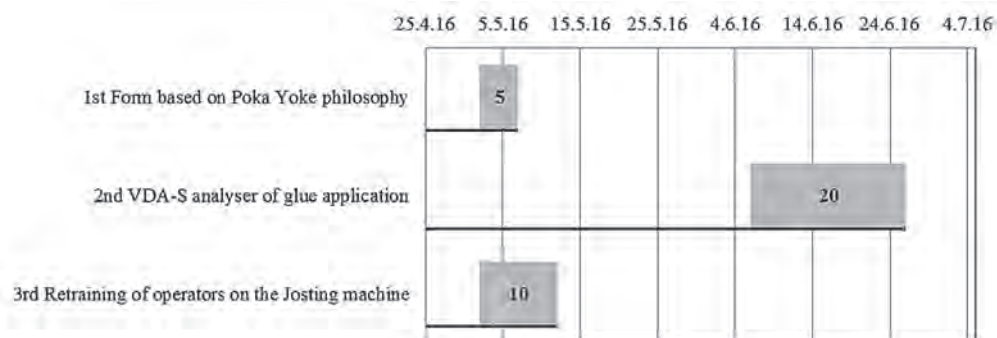 25.4.16 5.5.16 15.5.16 25.5.16 4.6.16 14.6.16 24.6.16 4.7.16
1st Form based on Poka Yoke philosophy 5
2nd VDA-S analyser of glue application 20
3rd Retraining of operators on the Josting machine 10